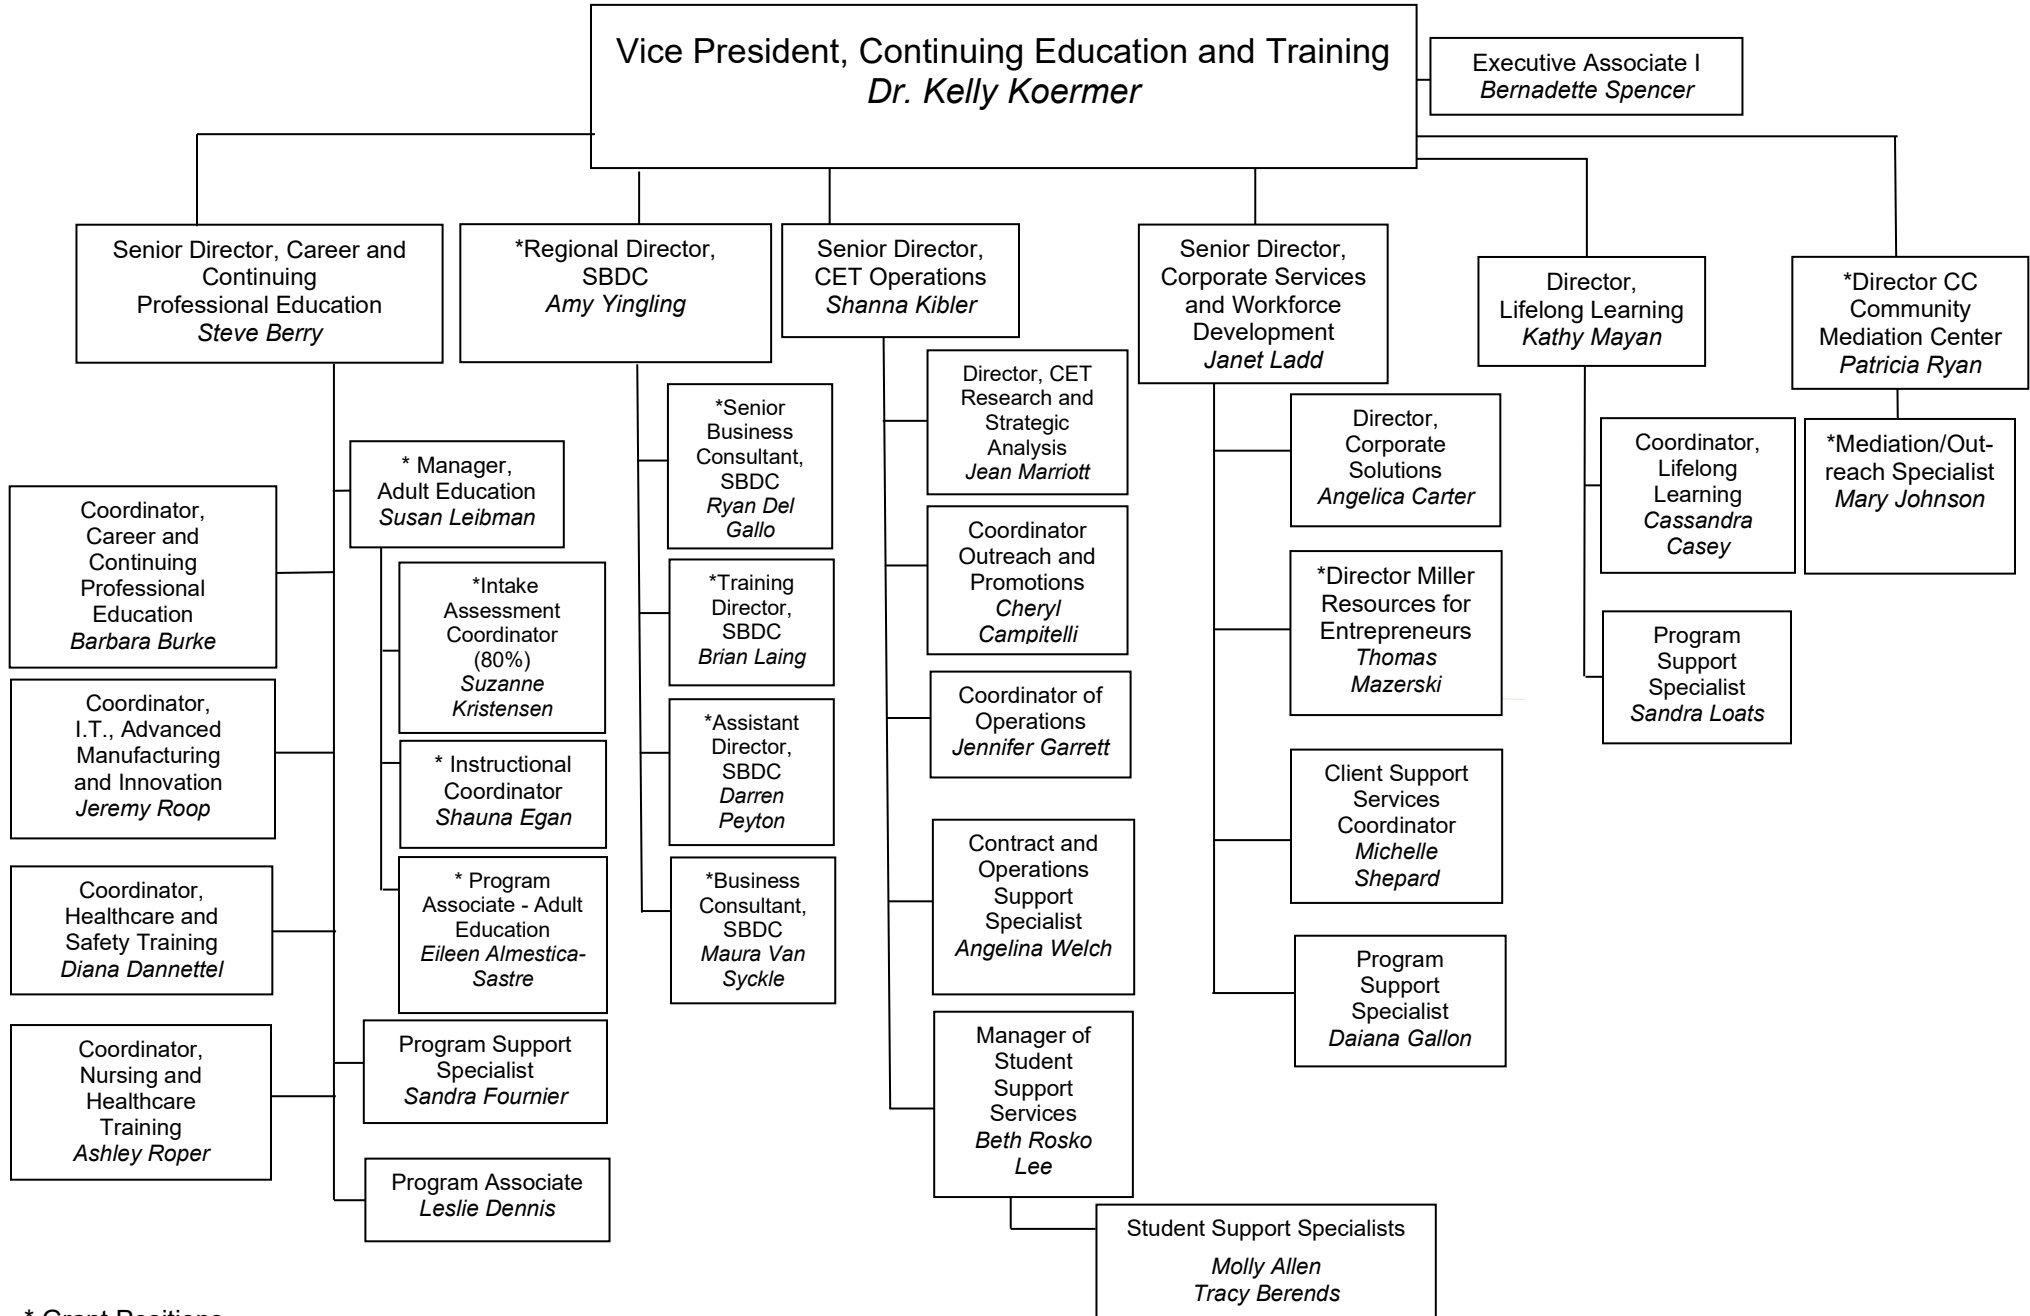 Vice President, Continuing Education and Training
Dr. Kelly Koermer
Executive Associate I
Bernadette Spencer
Senior Director, Career and
Continuing
Professional Education
Steve Berry
*Regional Director,
SBDC
Amy Yingling
Senior Director,
CET Operations
Shanna Kibler
Senior Director,
Corporate Services
and Workforce
Development
Janet Ladd
Director,
Lifelong Learning
Kathy Mayan
*Director CC
Community
Mediation Center
Patricia Ryan
Coordinator,
Career and
Continuing
Professional
Education
Barbara Burke
Coordinator,
I.T., Advanced
Manufacturing
and Innovation
Jeremy Roop
Coordinator,
Healthcare and
Safety Training
Diana Dannettel
Coordinator,
Nursing and
Healthcare
Training
Ashley Roper
* Manager,
Adult Education
Susan Leibman
*Intake
Assessment
Coordinator
(80%)
Suzanne
Kristensen
* Instructional
Coordinator
Shauna Egan
* Program
Associate - Adult
Education
Eileen Almestica-
Sastre
Program Support
Specialist
Sandra Fournier
Program Associate
Leslie Dennis
*Senior
Business
Consultant,
SBDC
Ryan Del
Gallo
*Training
Director,
SBDC
Brian Laing
*Assistant
Director,
SBDC
Darren
Peyton
*Business
Consultant,
SBDC
Maura Van
Syckle
Director, CET
Research and
Strategic
Analysis
Jean Marriott
Coordinator
Outreach and
Promotions
Cheryl
Campitelli
Coordinator of
Operations
Jennifer Garrett
Contract and
Operations
Support
Specialist
Angelina Welch
Manager of
Student
Support
Services
Beth Rosko
Lee
Student Support Specialists
Molly Allen
Tracy Berends
Director,
Corporate
Solutions
Angelica Carter
*Director Miller
Resources for
Entrepreneurs
Thomas
Mazerski
Client Support
Services
Coordinator
Michelle
Shepard
Program
Support
Specialist
Daiana Gallon
Coordinator,
Lifelong
Learning
Cassandra
Casey
Program
Support
Specialist
Sandra Loats
*Mediation/Out-
reach Specialist
Mary Johnson
* Grant Positions